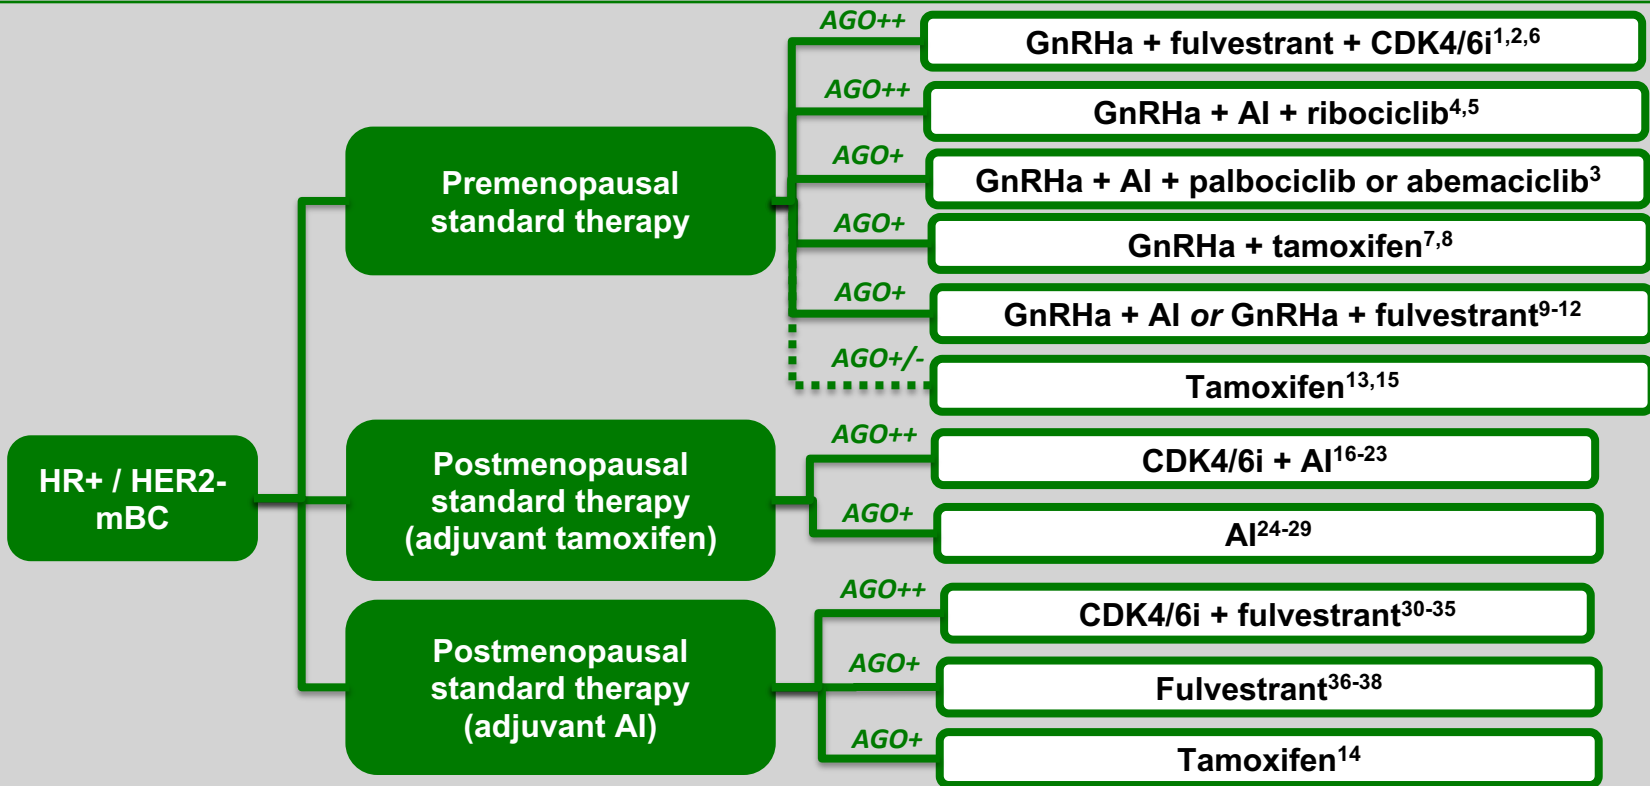 HR+ / HER2-
mBC
Premenopausal
standard therapy
AGO++
GnRHa + fulvestrant + CDK4/6i1,2,6
AGO++
GnRHa + AI + ribociclib4,5
AGO+
GnRHa + AI + palbociclib or abemaciclib3
AGO+
GnRHa + tamoxifen7,8
AGO+
GnRHa + AI or GnRHa + fulvestrant9-12
AGO+/-
Tamoxifen13,15
Postmenopausal
standard therapy
(adjuvant tamoxifen)
AGO++
CDK4/6i + AI16-23
AGO+
AI24-29
Postmenopausal
standard therapy
(adjuvant AI)
AGO++
CDK4/6i + fulvestrant30-35
AGO+
Fulvestrant36-38
AGO+
Tamoxifen14